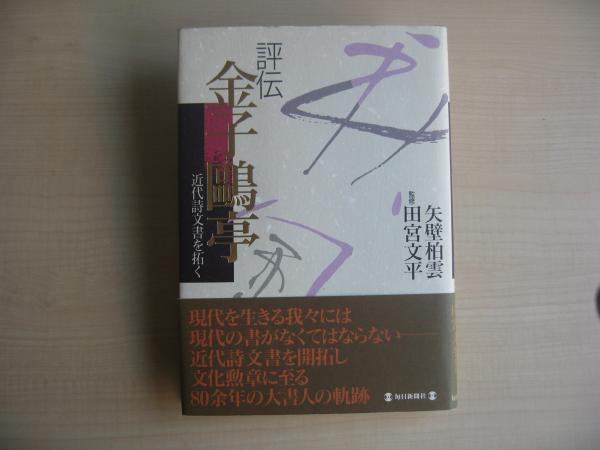 評伝
金子鷗亭
近代詩文書を拓く
矢壁柏雲
監修
田宮文平
現代を生きる我々には
現代の書がなくてはならない——
近代詩文書を開拓し
文化勲章に至る
80余年の大書人の軌跡
毎日新聞社